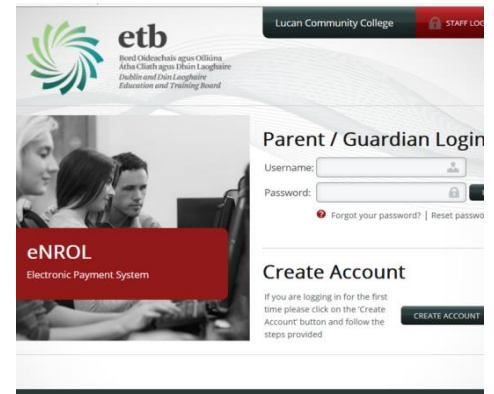 etb
Bord Oideachais agus Oiliúna
Átha Cliath agus Dhún Laoghaire
Dublin and Dún Laoghaire
Education and Training Board
Lucan Community College
STAFF LOG
Parent / Guardian Login
Username:
Password:
Forgot your password? | Reset passwo
eNROL
Electronic Payment System
Create Account
If you are logging in for the first
time please click on the 'Create
Account' button and follow the
steps provided
CREATE ACCOUNT